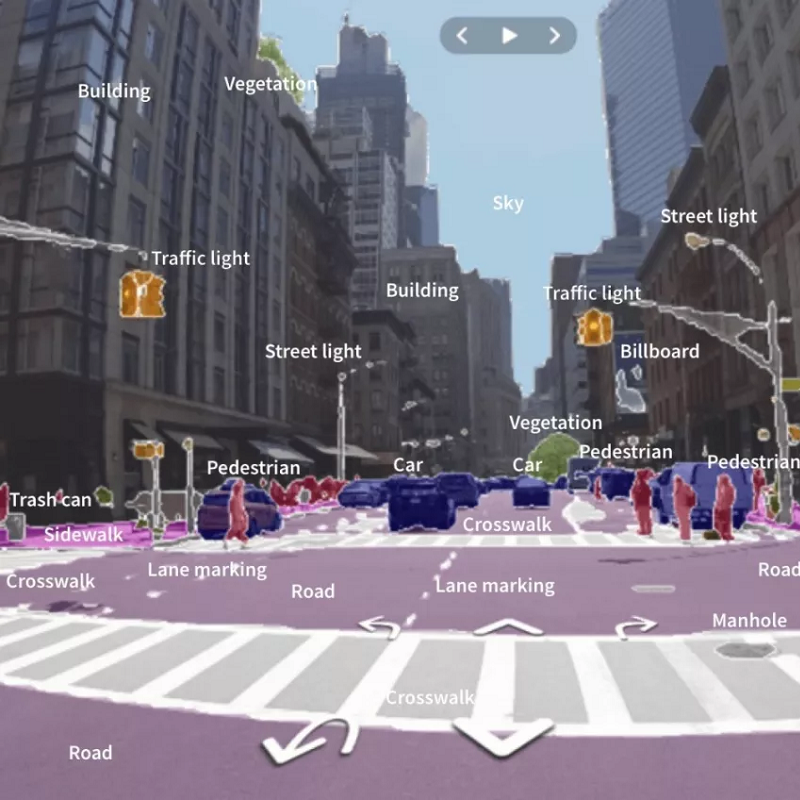 Building
Vegetation
Sky
Street light
Traffic light
Building
Traffic light
Street light
Billboard
Vegetation
Pedestrian
Car
Car
Pedestrian
Pedestrian
Trash can
Crosswalk
Sidewalk
Crosswalk
Lane marking
Road
Lane marking
Road
Manhole
Crosswalk
Road